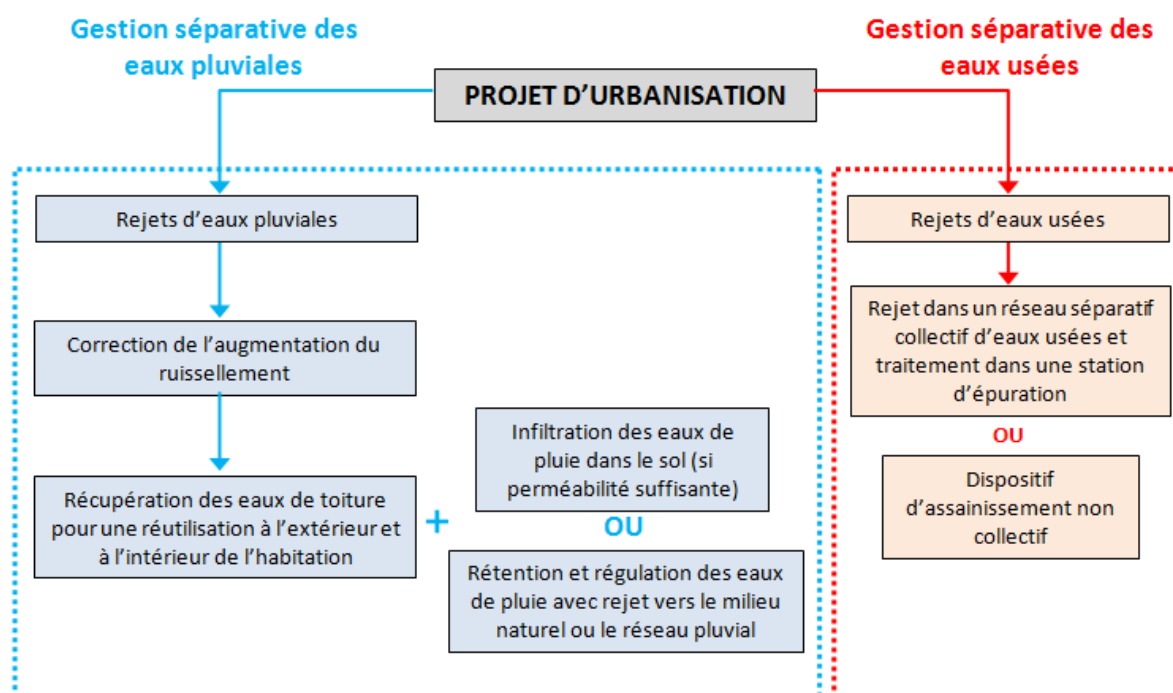 Gestion séparative des
eaux pluviales
Gestion séparative des
eaux usées
PROJET D'URBANISATION
Rejets d'eaux pluviales
Correction de l'augmentation du
ruissellement
Récupération des eaux de toiture
pour une réutilisation à l'extérieur et
à l'intérieur de l'habitation
+
Infiltration des eaux de
pluie dans le sol (si
perméabilité suffisante)
OU
Rétention et régulation des eaux
de pluie avec rejet vers le milieu
naturel ou le réseau pluvial
Rejets d'eaux usées
Rejet dans un réseau séparatif
collectif d'eaux usées et
traitement dans une station
d'épuration
OU
Dispositif
d'assainissement non
collectif